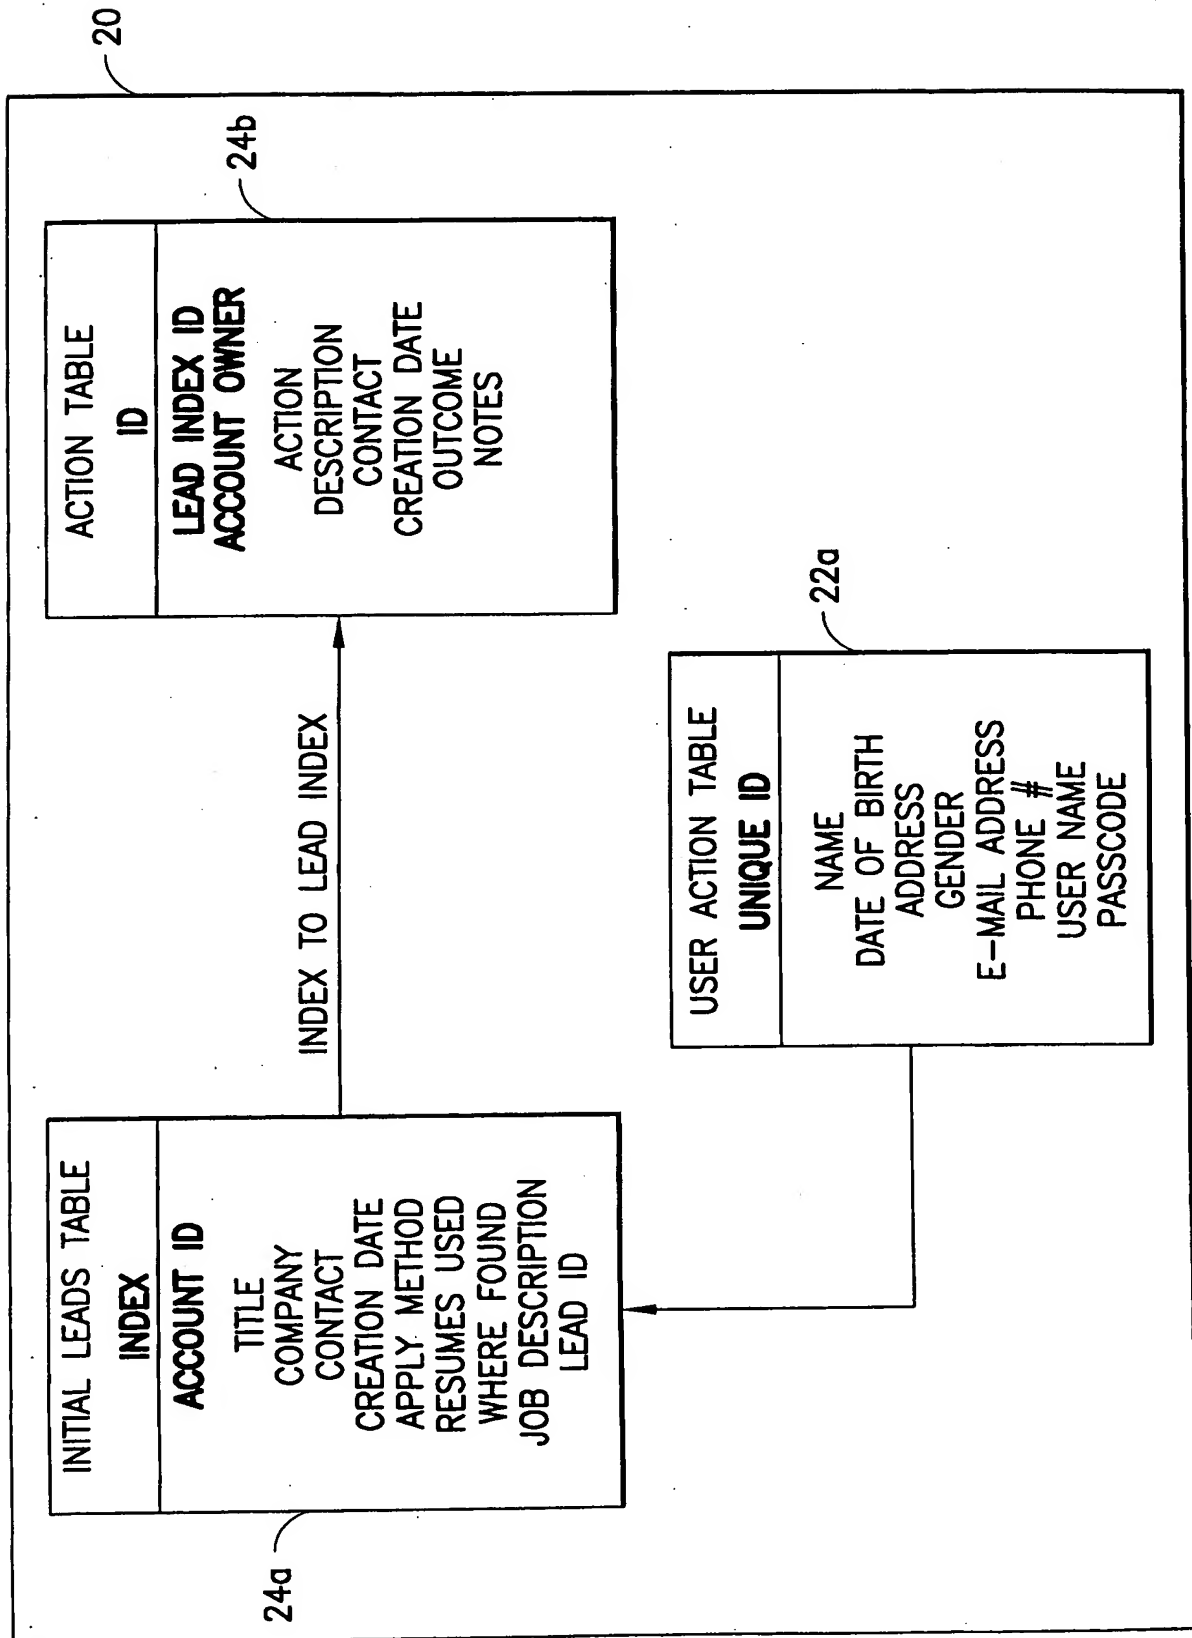 20
INITIAL LEADS TABLE
INDEX
ACCOUNT ID
TITLE
COMPANY
CONTACT
CREATION DATE
APPLY METHOD
RESUMES USED
WHERE FOUND
JOB DESCRIPTION
LEAD ID
24a
INDEX TO LEAD INDEX
ACTION TABLE
ID
LEAD INDEX ID
ACCOUNT OWNER
ACTION
DESCRIPTION
CONTACT
CREATION DATE
OUTCOME
NOTES
24b
USER ACTION TABLE
UNIQUE ID
NAME
DATE OF BIRTH
ADDRESS
GENDER
E-MAIL ADDRESS
PHONE #
USER NAME
PASSCODE
22a